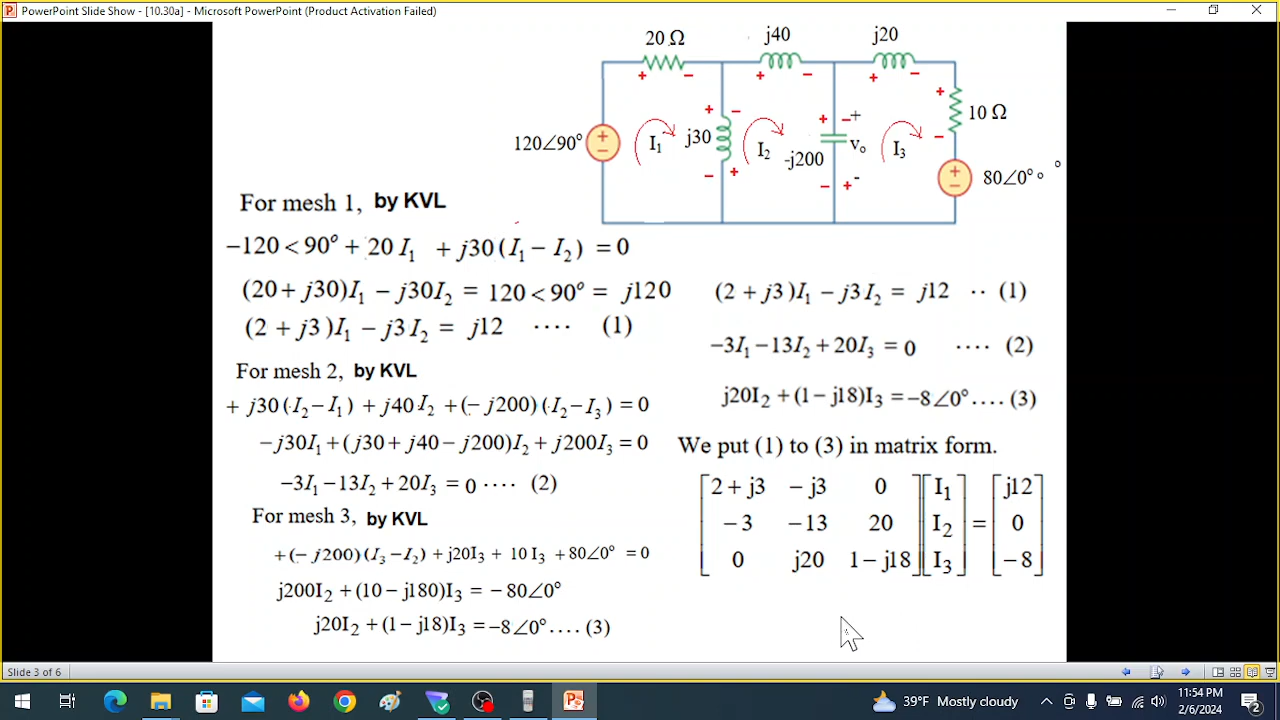 PowerPoint Slide Show - [10.30a] - Microsoft PowerPoint (Product Activation Failed)
20 Ω
j40
j20
+ − + − + −
120∠90° + −
I₁
j30
+ −
− +
I₂
-j200
+ −
− +
+ vₒ -
I₃
+ −
10 Ω
+ −
80∠0° °
°
For mesh 1, by KVL
−120 < 90° + 20 I₁ + j30 (I₁ − I₂) = 0
(20 + j30)I₁ − j30I₂ = 120 < 90° = j120
(2 + j3 )I₁ − j3 I₂ = j12 ···· (1)
For mesh 2, by KVL
+ j30 (I₂ − I₁) + j40 I₂ +(− j200) (I₂ − I₃) = 0
−j30I₁ + (j30 + j40 − j200)I₂ + j200I₃ = 0
−3I₁ −13I₂ + 20I₃ = 0 ···· (2)
For mesh 3, by KVL
+(− j200) (I₃ − I₂) + j20I₃ + 10 I₃ + 80∠0° = 0
j200I₂ + (10 − j180)I₃ = − 80∠0°
j20I₂ + (1− j18)I₃ = −8∠0° .... (3)
(2 + j3 )I₁ − j3 I₂ = j12 ·· (1)
−3I₁ −13I₂ + 20I₃ = 0 ···· (2)
j20I₂ + (1− j18)I₃ = −8∠0° .... (3)
We put (1) to (3) in matrix form.
[2 + j3 − j3 0] [I₁] [j12]
[−3 −13 20] [I₂] = [0]
[0 j20 1− j18] [I₃] [−8]
Slide 3 of 6
39°F Mostly cloudy
11:54 PM
2/6/2024
2